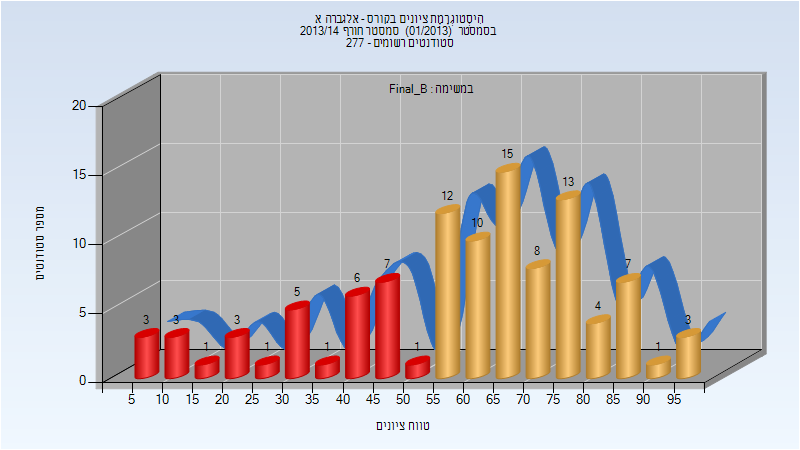 היסטוגרמת ציונים בקורס - אלגברה א
בסמסטר (01/2013) סמסטר חורף 2013/14
סטודנטים רשומים - 277
במשימה : Final_B
מספר סטודנטים
20
15
10
5
0
3 3 1 3 1 5 1 6 7 1 12 10 15 8 13 4 7 1 3
5 10 15 20 25 30 35 40 45 50 55 60 65 70 75 80 85 90 95
טווח ציונים